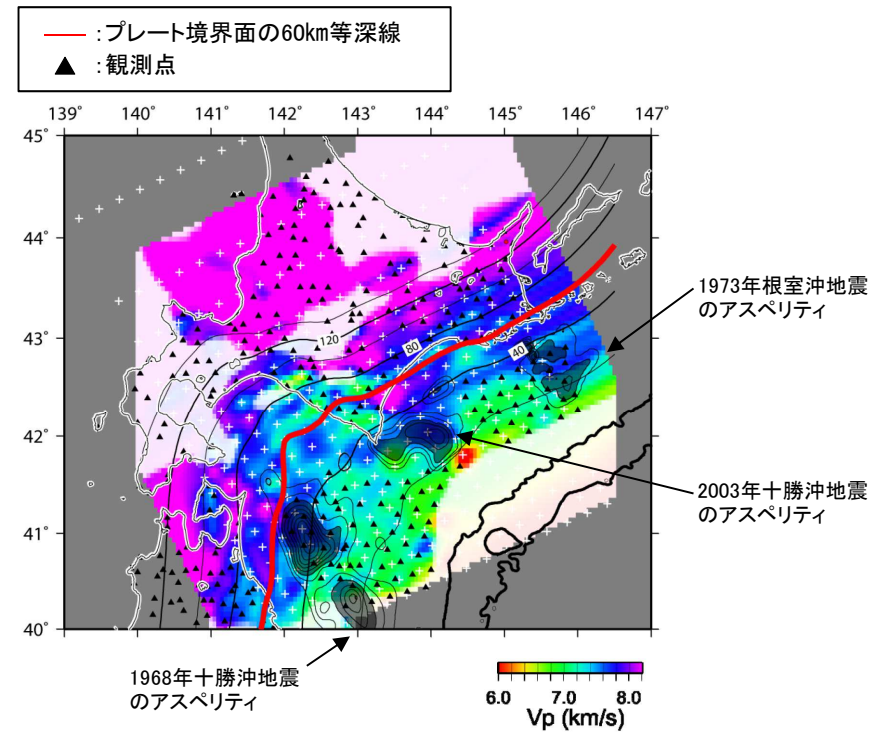 :プレート境界面の60km等深線
▲ :観測点
139° 140° 141° 142° 143° 144° 145° 146° 147°
45°
44°
1973年根室沖地震
のアスペリティ
43°
120
80
40
42°
2003年十勝沖地震
のアスペリティ
41°
40°
1968年十勝沖地震
のアスペリティ
6.0 7.0 8.0
Vp (km/s)